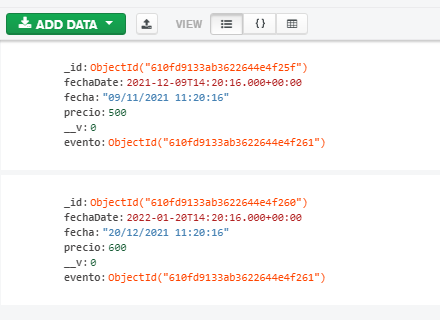 ADD DATA VIEW {}
_id: ObjectId("610fd9133ab3622644e4f25f")
fechaDate: 2021-12-09T14:20:16.000+00:00
fecha: "09/11/2021 11:20:16"
precio: 500
__v: 0
evento: ObjectId("610fd9133ab3622644e4f261")
_id: ObjectId("610fd9133ab3622644e4f260")
fechaDate: 2022-01-20T14:20:16.000+00:00
fecha: "20/12/2021 11:20:16"
precio: 600
__v: 0
evento: ObjectId("610fd9133ab3622644e4f261")